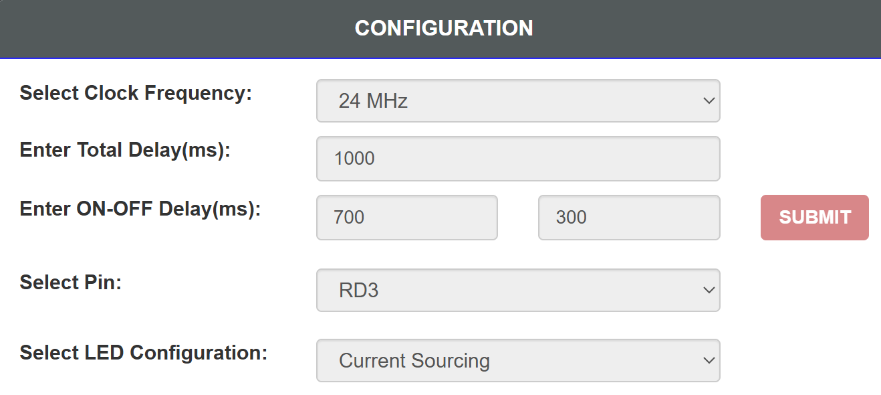 CONFIGURATION
Select Clock Frequency: 24 MHz
Enter Total Delay(ms): 1000
Enter ON-OFF Delay(ms): 700 300 SUBMIT
Select Pin: RD3
Select LED Configuration: Current Sourcing